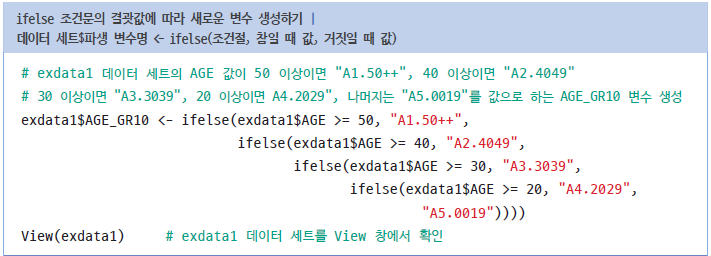 ifelse 조건문의 결괏값에 따라 새로운 변수 생성하기 |
데이터 세트$파생 변수명 <- ifelse(조건절, 참일 때 값, 거짓일 때 값)
# exdata1 데이터 세트의 AGE 값이 50 이상이면 "A1.50++", 40 이상이면 "A2.4049"
# 30 이상이면 "A3.3039", 20 이상이면 A4.2029", 나머지는 "A5.0019"를 값으로 하는 AGE_GR10 변수 생성
exdata1$AGE_GR10 <- ifelse(exdata1$AGE >= 50, "A1.50++",
ifelse(exdata1$AGE >= 40, "A2.4049",
ifelse(exdata1$AGE >= 30, "A3.3039",
ifelse(exdata1$AGE >= 20, "A4.2029",
"A5.0019"))))
View(exdata1) # exdata1 데이터 세트를 View 창에서 확인